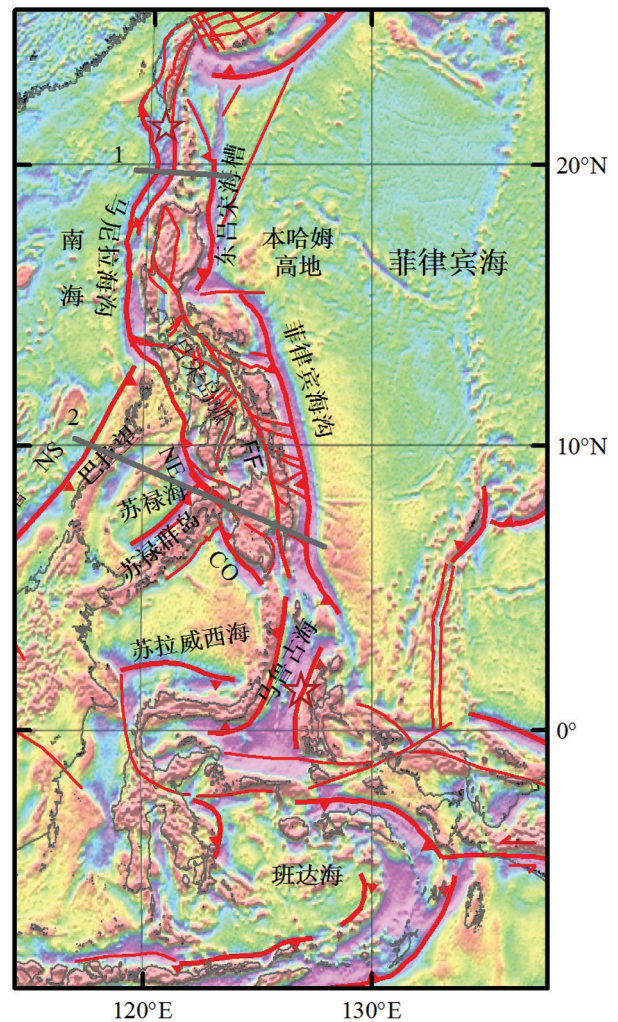 20°N
1
东吕宋海槽
马尼拉海沟
南
海
本哈姆
高地
菲律宾海
菲律宾海沟
吕宋岛弧
2
10°N
NS
巴拉望
NE
FF
苏禄海
苏禄群岛
CO
苏拉威西海
马鲁古海
0°
班达海
120°E
130°E